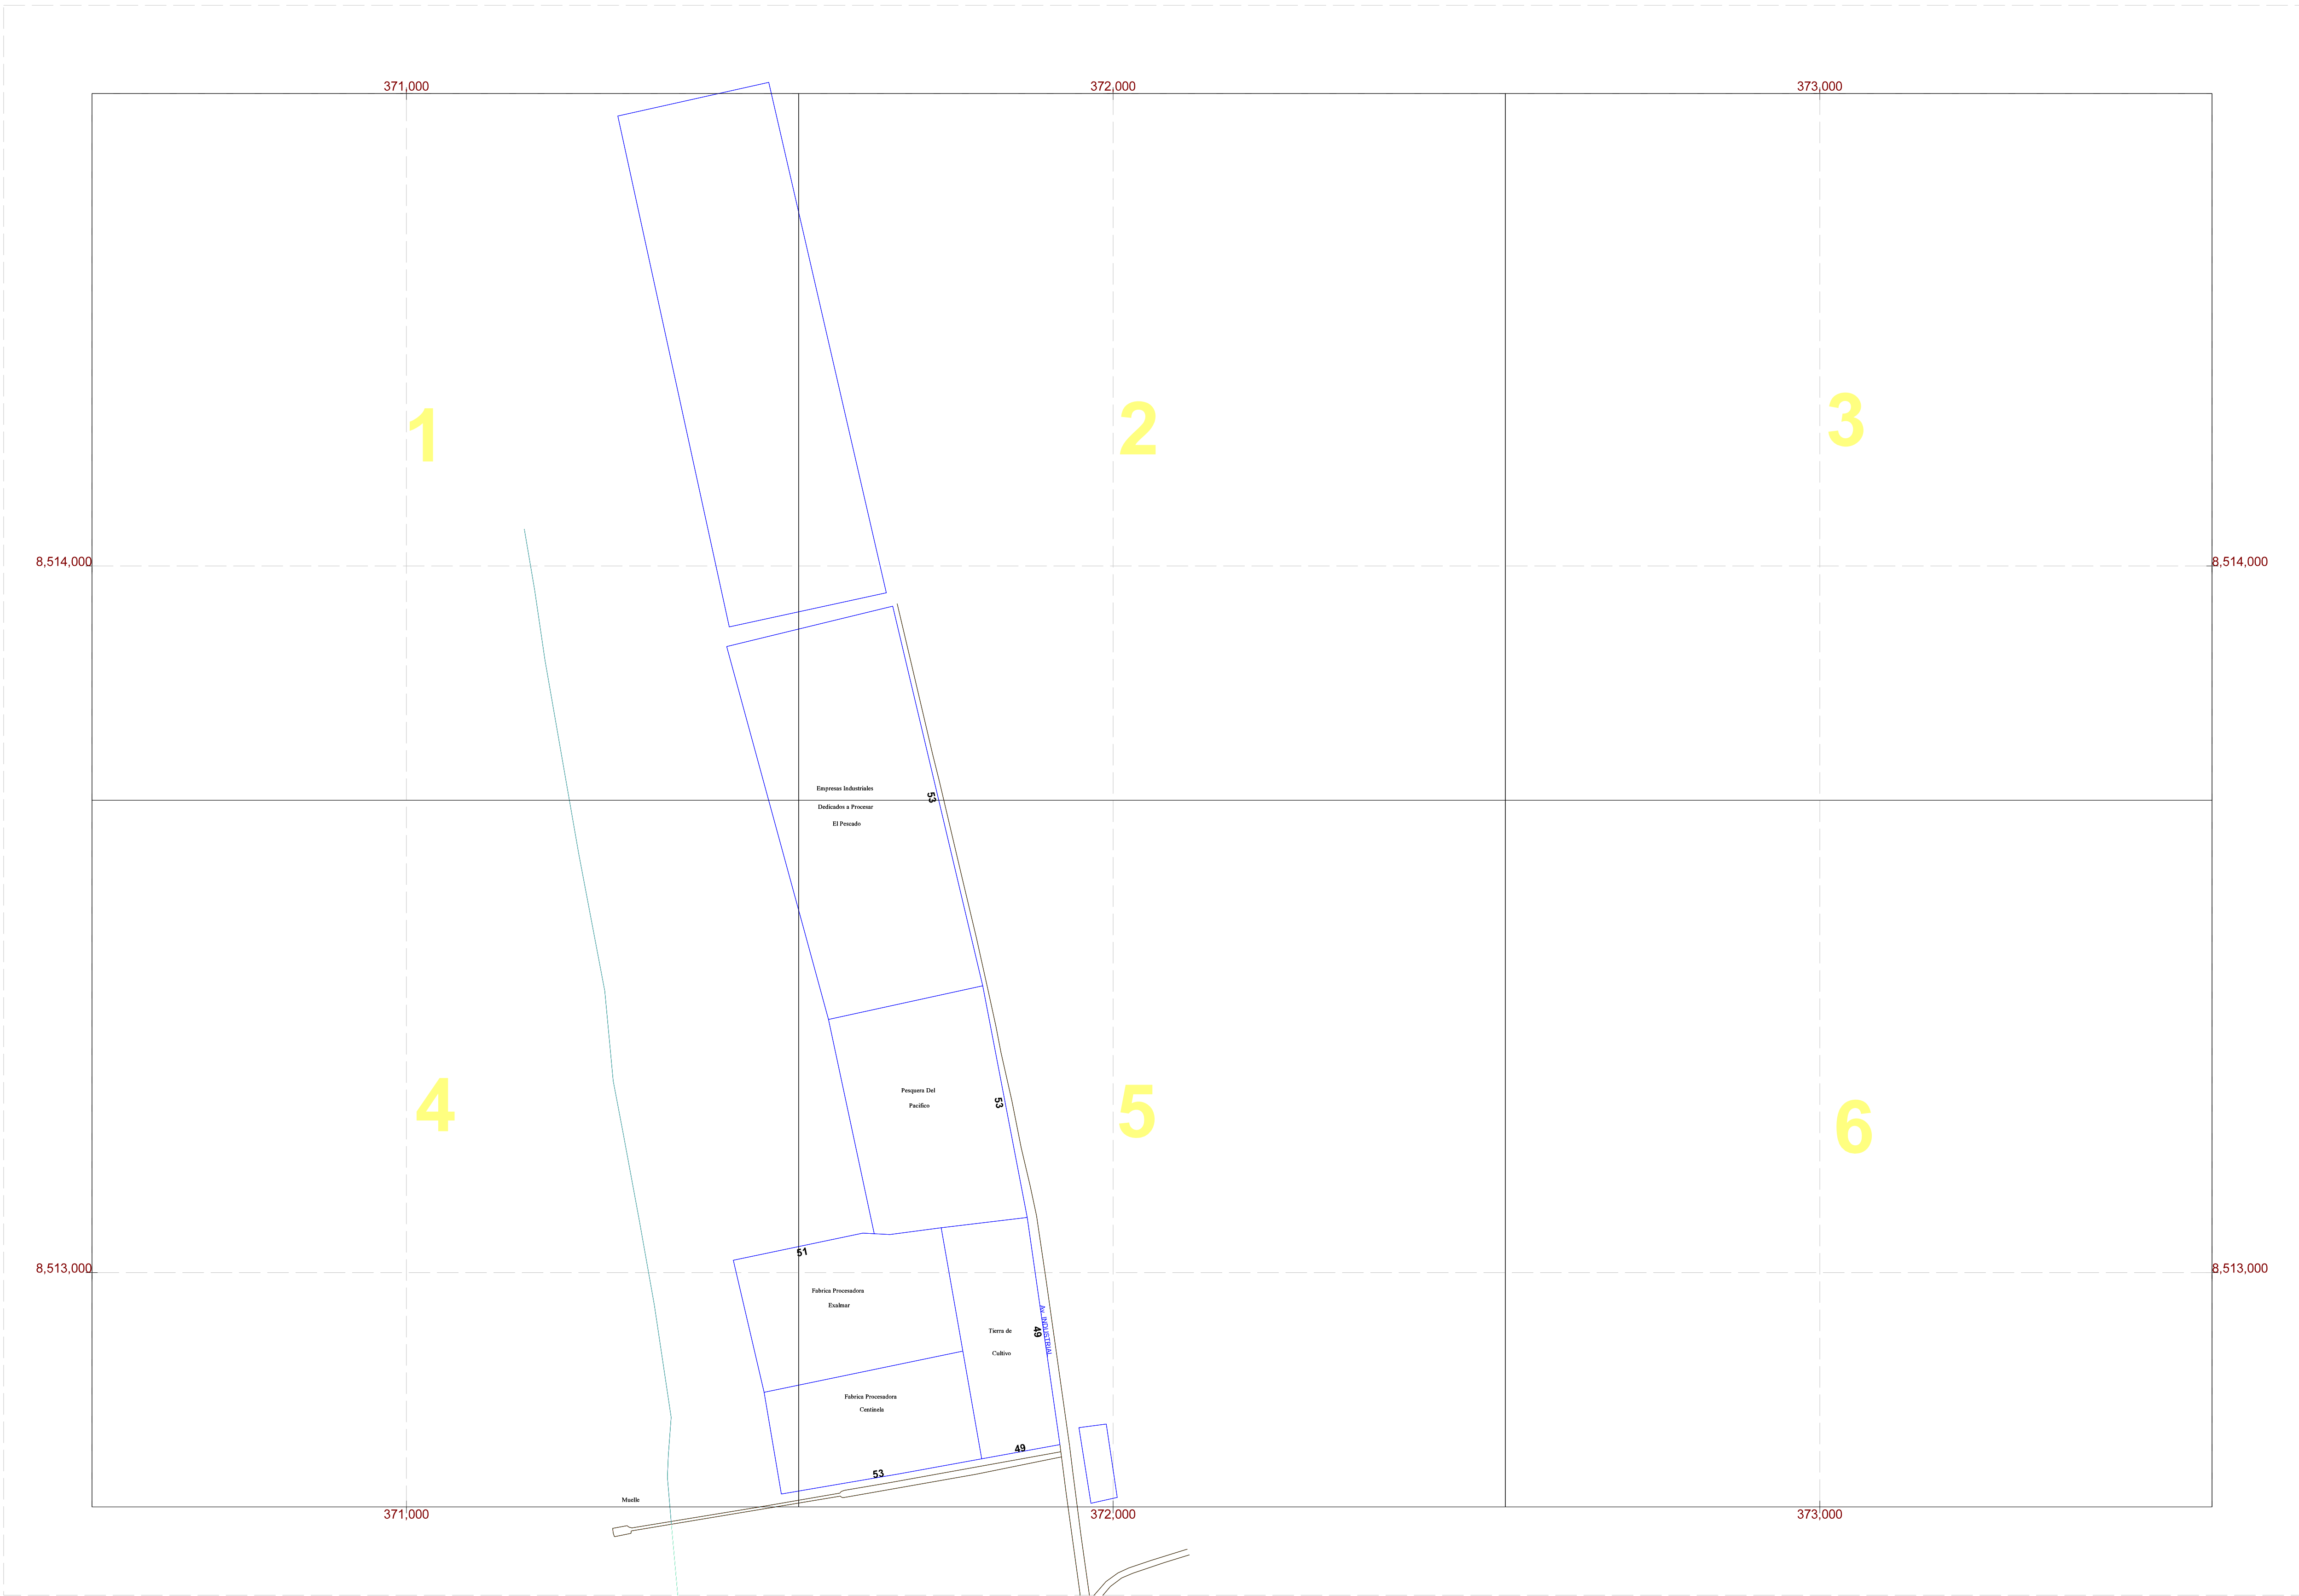 371,000
372,000
373,000
1
2
3
8,514,000
8,514,000
Empresas Industriales
Dedicados a Procesar
El Pescado
53
4
5
6
Pesquera Del
Pacifico
53
51
8,513,000
8,513,000
Fabrica Procesadora
Exalmar
Tierra de
Cultivo
49
Av. INDUSTRIAL
Fabrica Procesadora
Centinela
49
53
Muelle
371,000
372,000
373,000